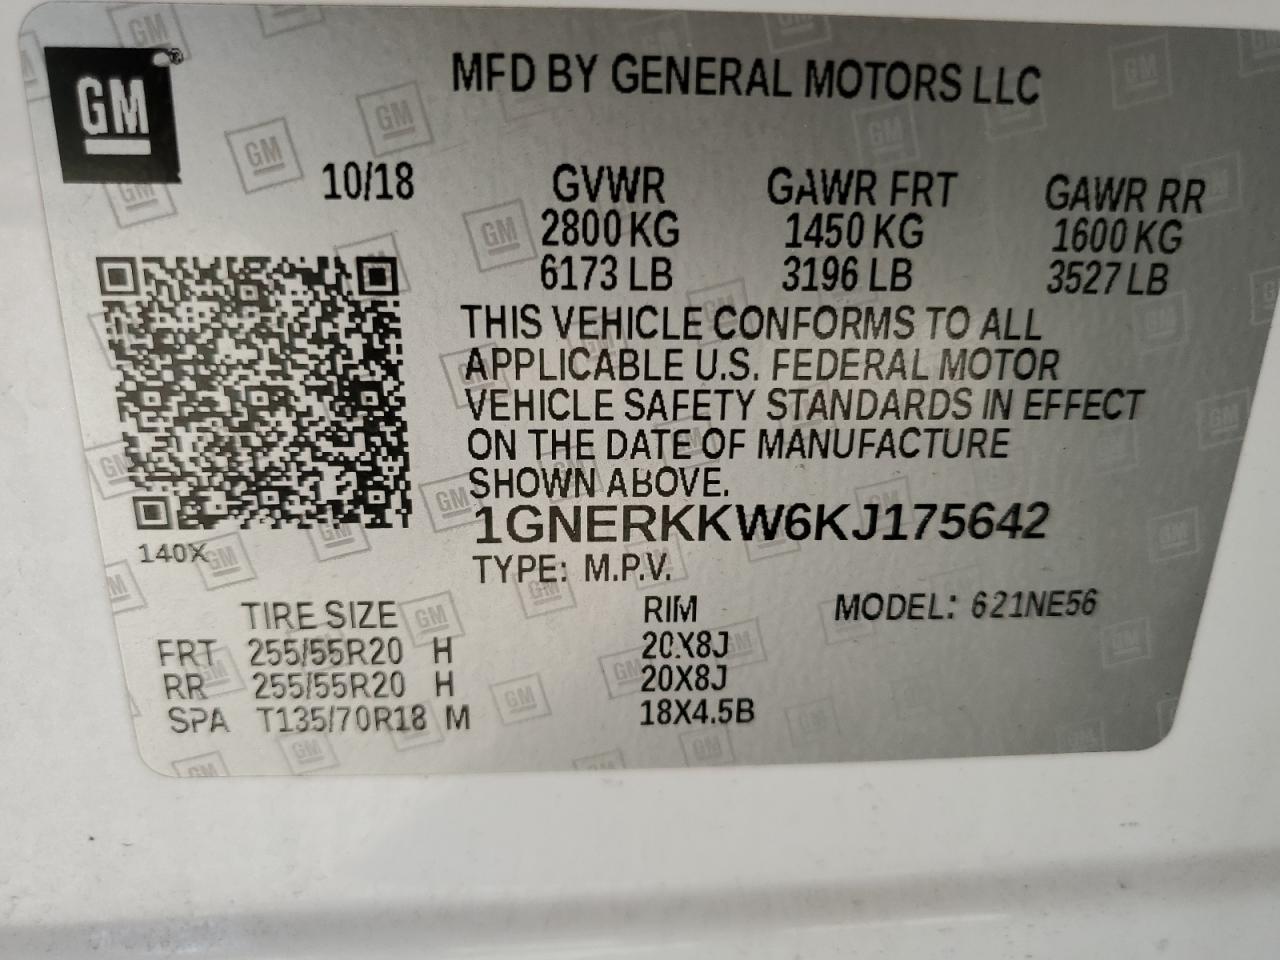 GM
MFD BY GENERAL MOTORS LLC
10/18 GVWR GAWR FRT GAWR RR
2800 KG 1450 KG 1600 KG
6173 LB 3196 LB 3527 LB
THIS VEHICLE CONFORMS TO ALL
APPLICABLE U.S. FEDERAL MOTOR
VEHICLE SAFETY STANDARDS IN EFFECT
ON THE DATE OF MANUFACTURE
SHOWN ABOVE.
1GNERKKW6KJ175642
140X
TYPE: M.P.V.
TIRE SIZE RIM MODEL: 621NE56
FRT 255/55R20 H 20X8J
RR 255/55R20 H 20X8J
SPA T135/70R18 M 18X4.5B